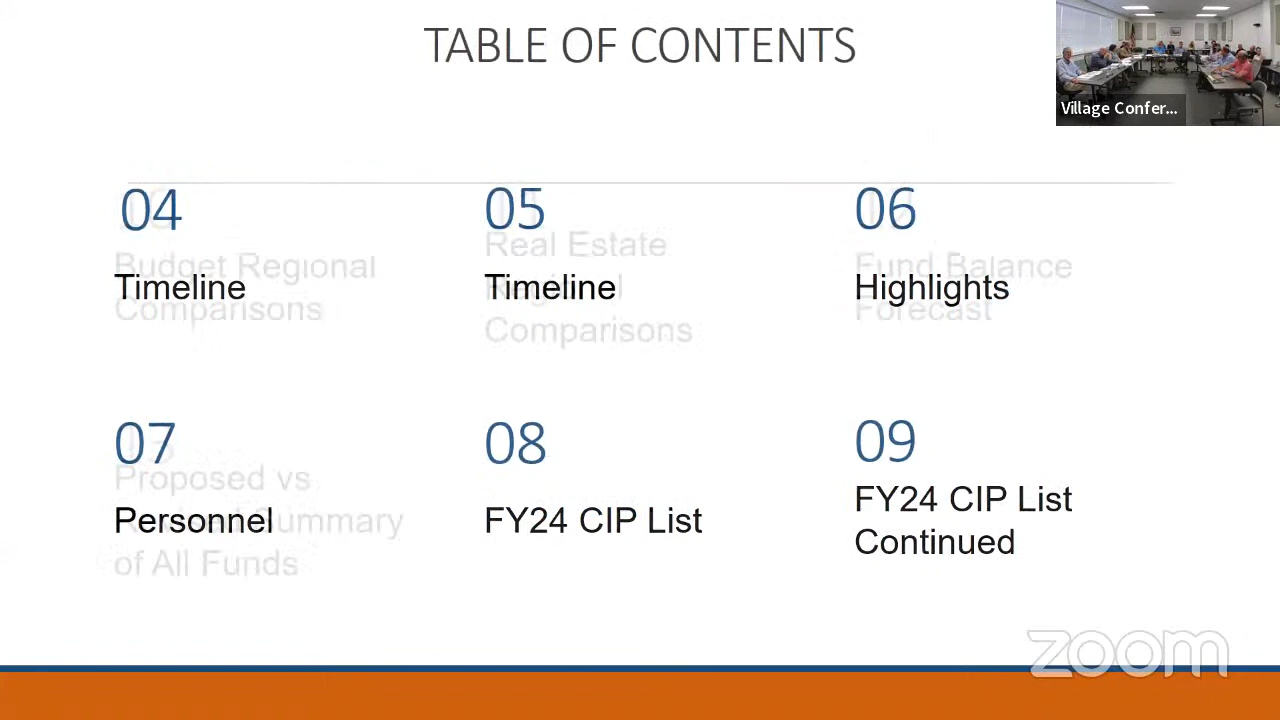 TABLE OF CONTENTS
Village Confer...
04
05
06
Budget Regional
Comparisons
Timeline
Real Estate
Comparisons
Timeline
Fund Balance
Forecast
Highlights
07
08
09
Proposed vs
Summary
of All Funds
Personnel
FY24 CIP List
FY24 CIP List
Continued
zoom